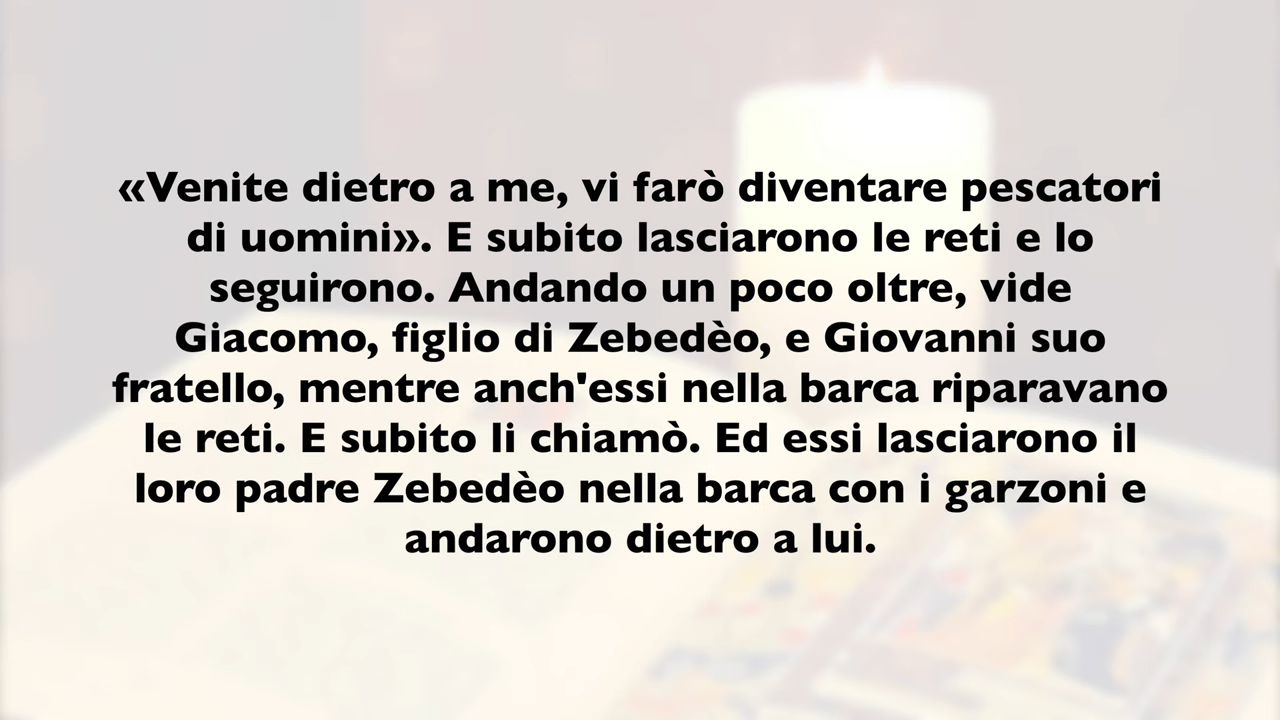 «Venite dietro a me, vi farò diventare pescatori
di uomini». E subito lasciarono le reti e lo
seguirono. Andando un poco oltre, vide
Giacomo, figlio di Zebedèo, e Giovanni suo
fratello, mentre anch'essi nella barca riparavano
le reti. E subito li chiamò. Ed essi lasciarono il
loro padre Zebedèo nella barca con i garzoni e
andarono dietro a lui.